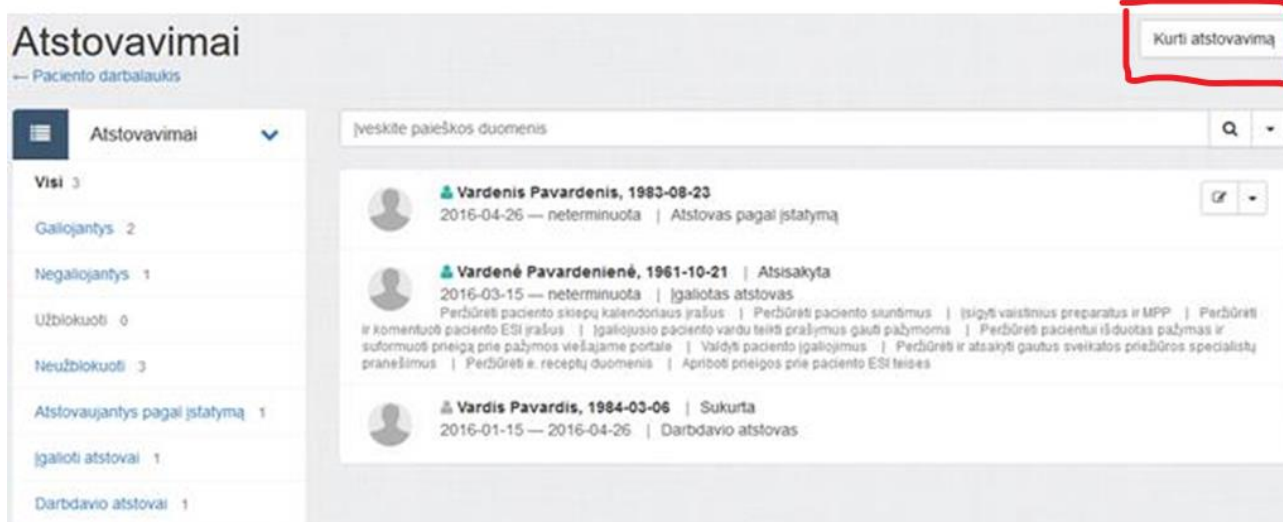 Atstovavimai
Kurti atstovavimą
← Paciento darbalaukis
Atstovavimai
Visi 3
Galiojantys 2
Negaliojantys 1
Užblokuoti 0
Neužblokuoti 3
Atstovaujantys pagal įstatymą 1
Įgalioti atstovai 1
Darbdavio atstovai 1
Įveskite paieškos duomenis
Vardenis Pavardenis, 1983-08-23
2016-04-26 — neterminuota | Atstovas pagal įstatymą
Vardenė Pavardenienė, 1961-10-21 | Atsisakyta
2016-03-15 — neterminuota | Įgaliotas atstovas
Peržiūrėti paciento skiepų kalendoriaus įrašus | Peržiūrėti paciento siuntimus | Įsigyti vaistinius preparatus ir MPP | Peržiūrėti
ir komentuoti paciento ESI įrašus | Įgaliojusio paciento vardu teikti prašymus gauti pažymoms | Peržiūrėti pacientui išduotas pažymas ir
suformuoti prieigą prie pažymos viešajame portale | Valdyti paciento įgaliojimus | Peržiūrėti ir atsakyti gautus sveikatos priežiūros specialistų
pranešimus | Peržiūrėti e. receptų duomenis | Apriboti prieigos prie paciento ESI teises
Vardis Pavardis, 1984-03-06 | Sukurta
2016-01-15 — 2016-04-26 | Darbdavio atstovas